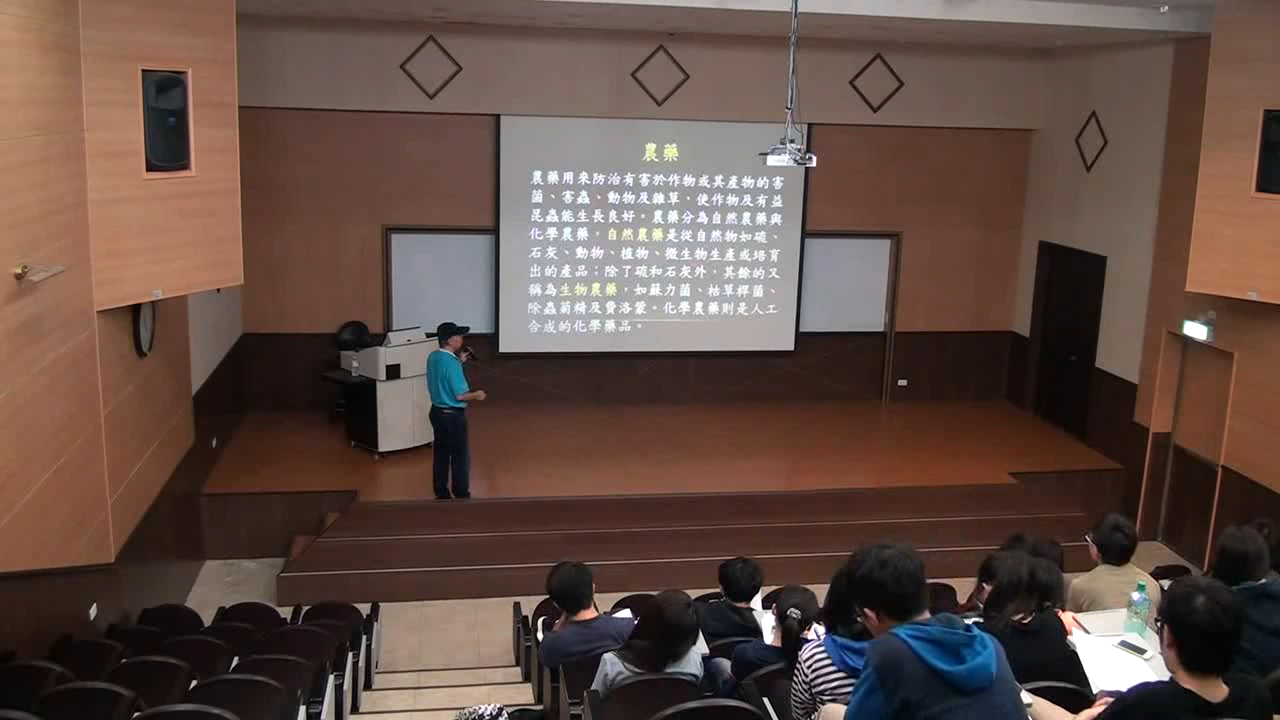 農藥
農藥用來防治有害於作物或其產物的害
菌、害蟲、動物及雜草，使作物及有益
昆蟲能生長良好。農藥分為自然農藥與
化學農藥，自然農藥是從自然物如硫、
石灰、動物、植物、微生物生產或培育
出的產品；除了硫和石灰外，其餘的又
稱為生物農藥，如蘇力菌、枯草桿菌、
除蟲菊精及費洛蒙。化學農藥則是人工
合成的化學藥品。